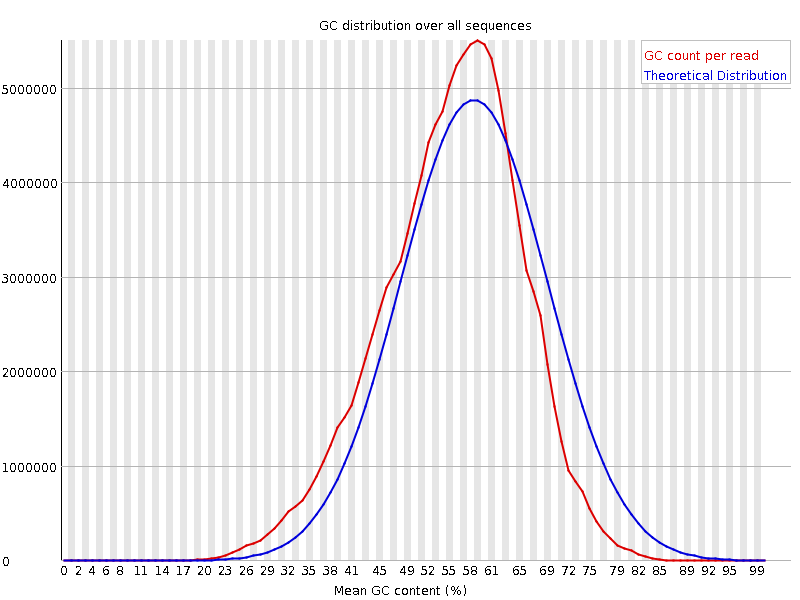 GC distribution over all sequences
GC count per read
Theoretical Distribution
5000000
4000000
3000000
2000000
1000000
0
0 2 4 6 8 11 14 17 20 23 26 29 32 35 38 41 45 49 52 55 58 61 65 69 72 75 79 82 85 89 92 95 99
Mean GC content (%)